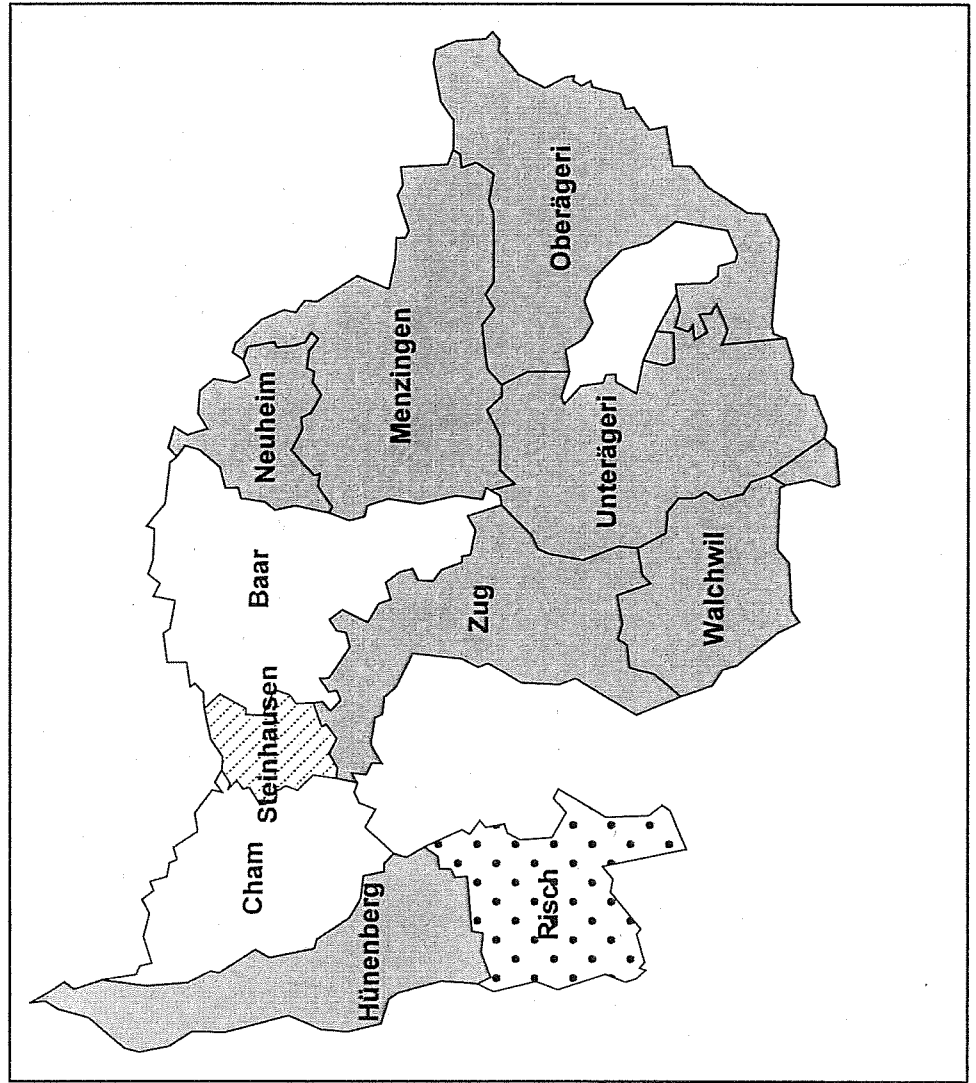 Neuheim
Menzingen
Oberägeri
Baar
Unterägeri
Zug
Walchwil
Steinhausen
Cham
Hünenberg
Risch